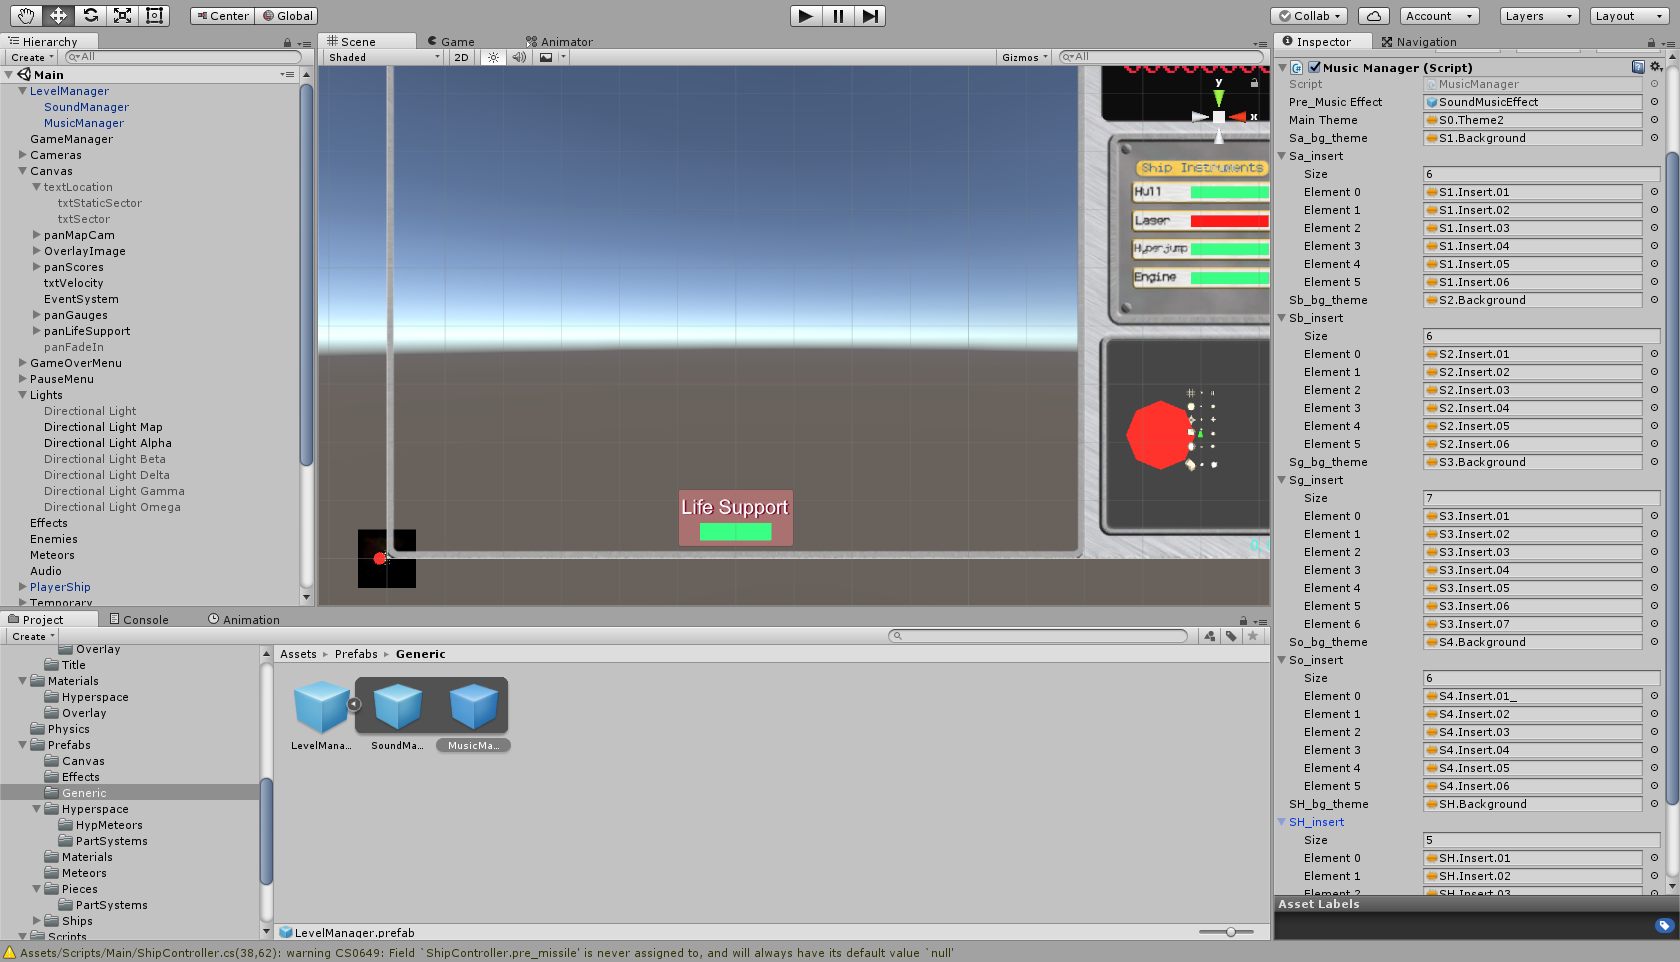 Center Global
Collab Account Layers Layout
Hierarchy
Create All
Main
LevelManager
SoundManager
MusicManager
GameManager
Cameras
Canvas
textLocation
txtStaticSector
txtSector
panMapCam
OverlayImage
panScores
txtVelocity
EventSystem
panGauges
panLifeSupport
panFadeIn
GameOverMenu
PauseMenu
Lights
Directional Light
Directional Light Map
Directional Light Alpha
Directional Light Beta
Directional Light Delta
Directional Light Gamma
Directional Light Omega
Effects
Enemies
Meteors
Audio
PlayerShip
Temporary
Scene Game Animator
Shaded 2D Gizmos All
y
x
Ship Instruments
Hull
Laser
Hyperjump
Engine
Life Support
Inspector Navigation
Music Manager (Script)
Script MusicManager
Pre_Music Effect SoundMusicEffect
Main Theme S0.Theme2
Sa_bg_theme S1.Background
Sa_insert
Size 6
Element 0 S1.Insert.01
Element 1 S1.Insert.02
Element 2 S1.Insert.03
Element 3 S1.Insert.04
Element 4 S1.Insert.05
Element 5 S1.Insert.06
Sb_bg_theme S2.Background
Sb_insert
Size 6
Element 0 S2.Insert.01
Element 1 S2.Insert.02
Element 2 S2.Insert.03
Element 3 S2.Insert.04
Element 4 S2.Insert.05
Element 5 S2.Insert.06
Sg_bg_theme S3.Background
Sg_insert
Size 7
Element 0 S3.Insert.01
Element 1 S3.Insert.02
Element 2 S3.Insert.03
Element 3 S3.Insert.04
Element 4 S3.Insert.05
Element 5 S3.Insert.06
Element 6 S3.Insert.07
So_bg_theme S4.Background
So_insert
Size 6
Element 0 S4.Insert.01_
Element 1 S4.Insert.02
Element 2 S4.Insert.03
Element 3 S4.Insert.04
Element 4 S4.Insert.05
Element 5 S4.Insert.06
SH_bg_theme SH.Background
SH_insert
Size 5
Element 0 SH.Insert.01
Element 1 SH.Insert.02
Element 2 SH.Insert.03
Asset Labels
Project Console Animation
Create
Overlay
Title
Materials
Hyperspace
Overlay
Physics
Prefabs
Canvas
Effects
Generic
Hyperspace
HypMeteors
PartSystems
Materials
Meteors
Pieces
PartSystems
Ships
Scripts
Assets Prefabs Generic
LevelMana... SoundMa... MusicMa...
LevelManager.prefab
Assets/Scripts/Main/ShipController.cs(38,62): warning CS0649: Field `ShipController.pre_missile' is never assigned to, and will always have its default value `null'